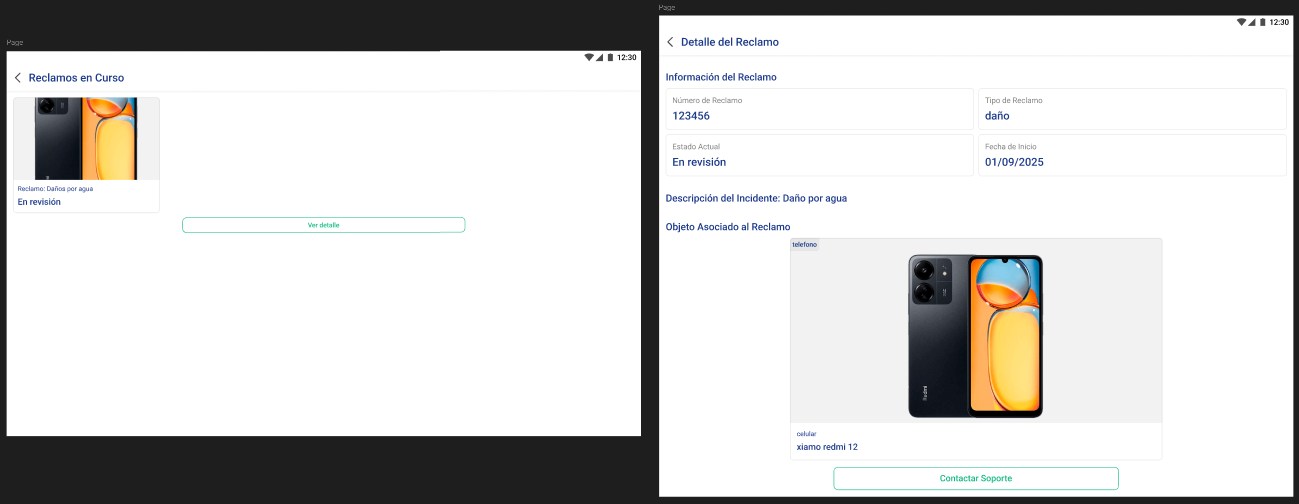 Page
12:30
Reclamos en Curso
Reclamo: Daños por agua
En revisión
Ver detalle
Page
12:30
Detalle del Reclamo
Información del Reclamo
Número de Reclamo
123456
Tipo de Reclamo
daño
Estado Actual
En revisión
Fecha de Inicio
01/09/2025
Descripción del Incidente: Daño por agua
Objeto Asociado al Reclamo
telefono
Redmi
celular
xiamo redmi 12
Contactar Soporte